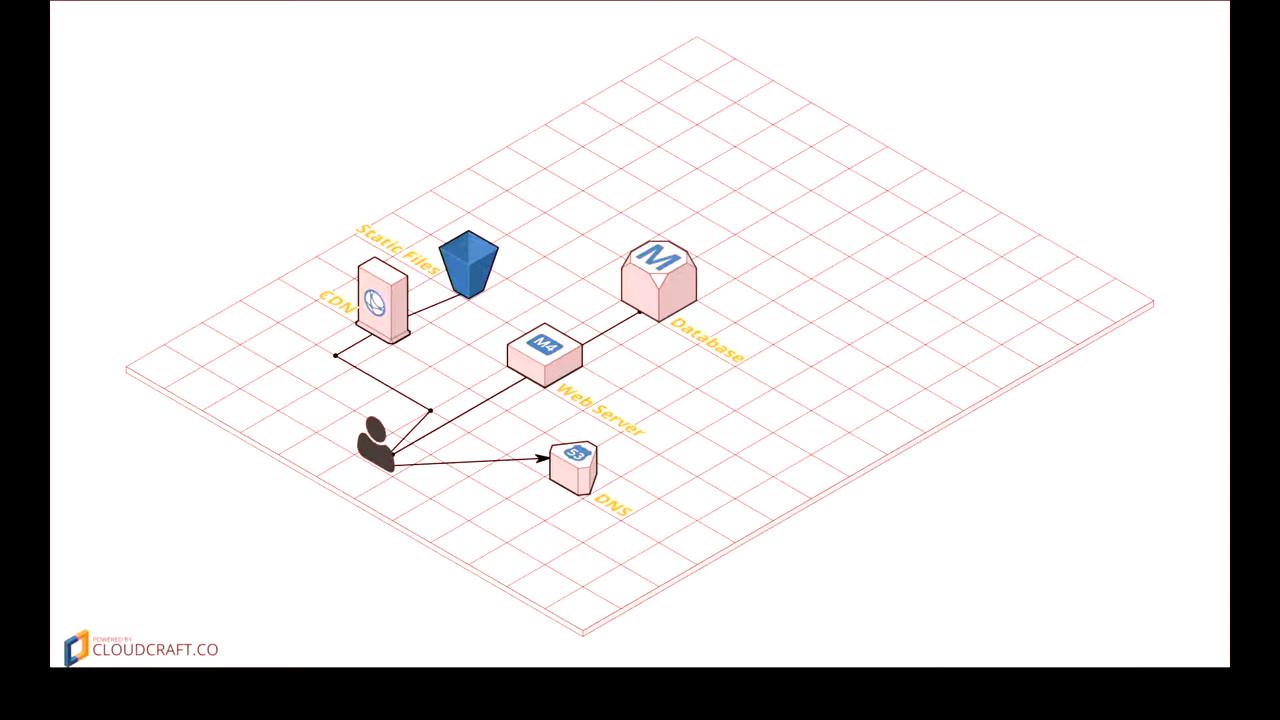 Static Files
CDN
M
Database
M4
Web Server
53
DNS
POWERED BY
CLOUDCRAFT.CO